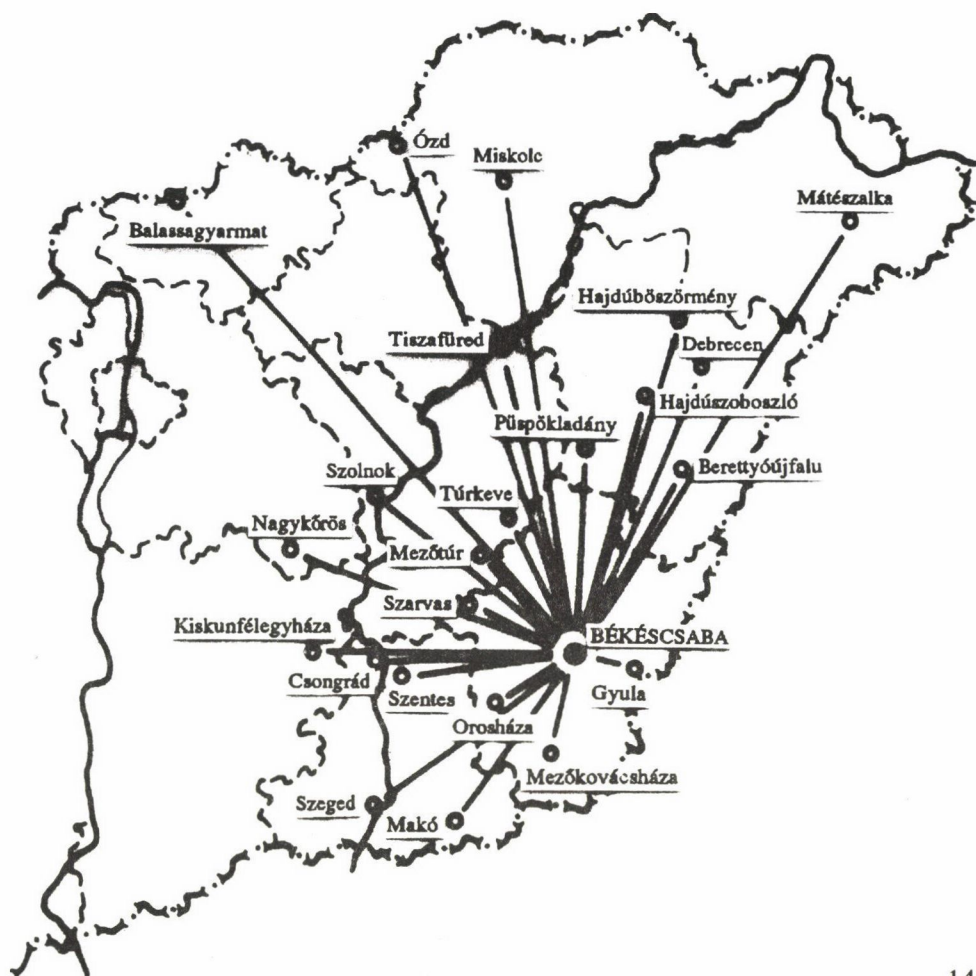 Ózd
Miskolc
Mátészalka
Balassagyarmat
Hajdúböszörmény
Tiszafüred
Debrecen
Hajdúszoboszló
Püspökladány
Szolnok
Berettyóújfalu
Túrkeve
Nagykőrös
Mezőtúr
Szarvas
Kiskunfélegyháza
BÉKÉSCSABA
Csongrád
Szentes
Gyula
Orosháza
Mezőkovácsháza
Szeged
Makó
14